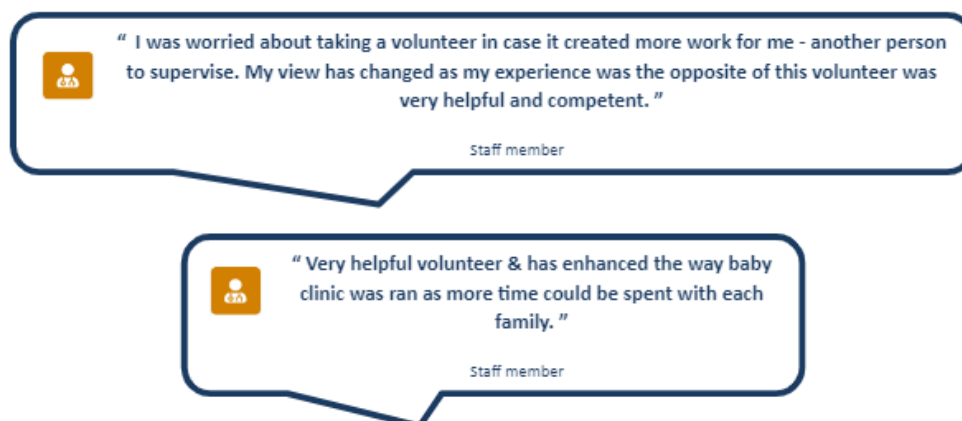 “ I was worried about taking a volunteer in case it created more work for me - another person
to supervise. My view has changed as my experience was the opposite of this volunteer was
very helpful and competent. ”
Staff member
“ Very helpful volunteer & has enhanced the way baby
clinic was ran as more time could be spent with each
family. ”
Staff member